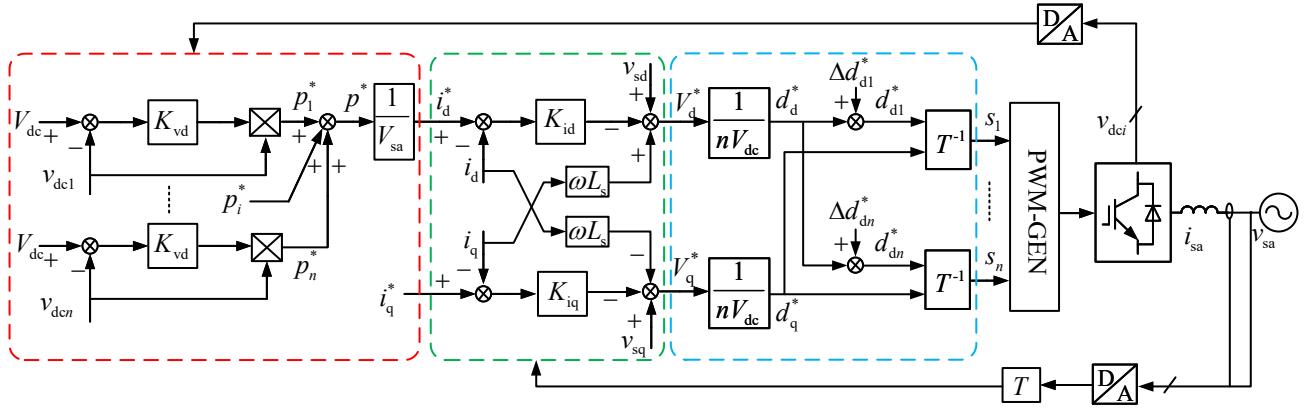 D/A
V_dc + − K_vd p_1^* + p^* 1/V_sa i_d^* + − K_id − + v_sd V_d^* 1/(nV_dc) d_d^* + Δd_d1^* d_d1^* T^-1 s_1
v_dc1 p_i^* + + i_d ωL_s + PWM-GEN v_dci
V_dc + − K_vd p_n^* i_q ωL_s − Δd_dn^* + d_dn^* T^-1 s_n i_sa v_sa
v_dcn i_q^* + − K_iq − + v_sq V_q^* 1/(nV_dc) d_q^*
T D/A